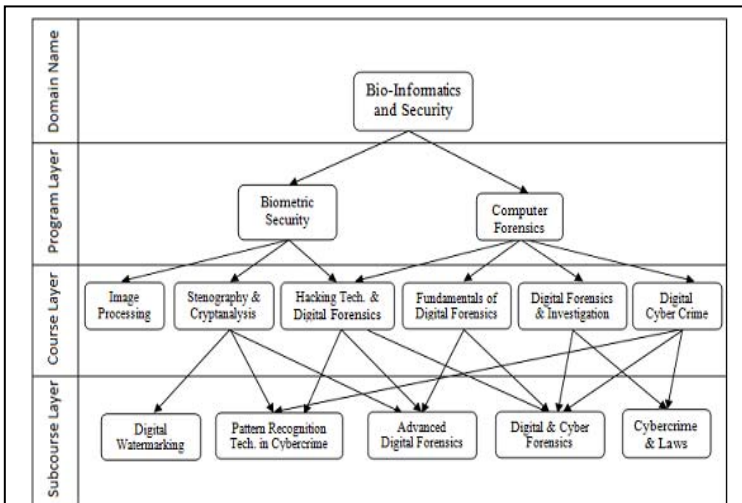 Domain Name
Bio-Informatics
and Security
Program Layer
Biometric
Security
Computer
Forensics
Course Layer
Image
Processing
Stenography &
Cryptanalysis
Hacking Tech. &
Digital Forensics
Fundamentals of
Digital Forensics
Digital Forensics
& Investigation
Digital
Cyber Crime
Subcourse Layer
Digital
Watermarking
Pattern Recognition
Tech. in Cybercrime
Advanced
Digital Forensics
Digital & Cyber
Forensics
Cybercrime
& Laws